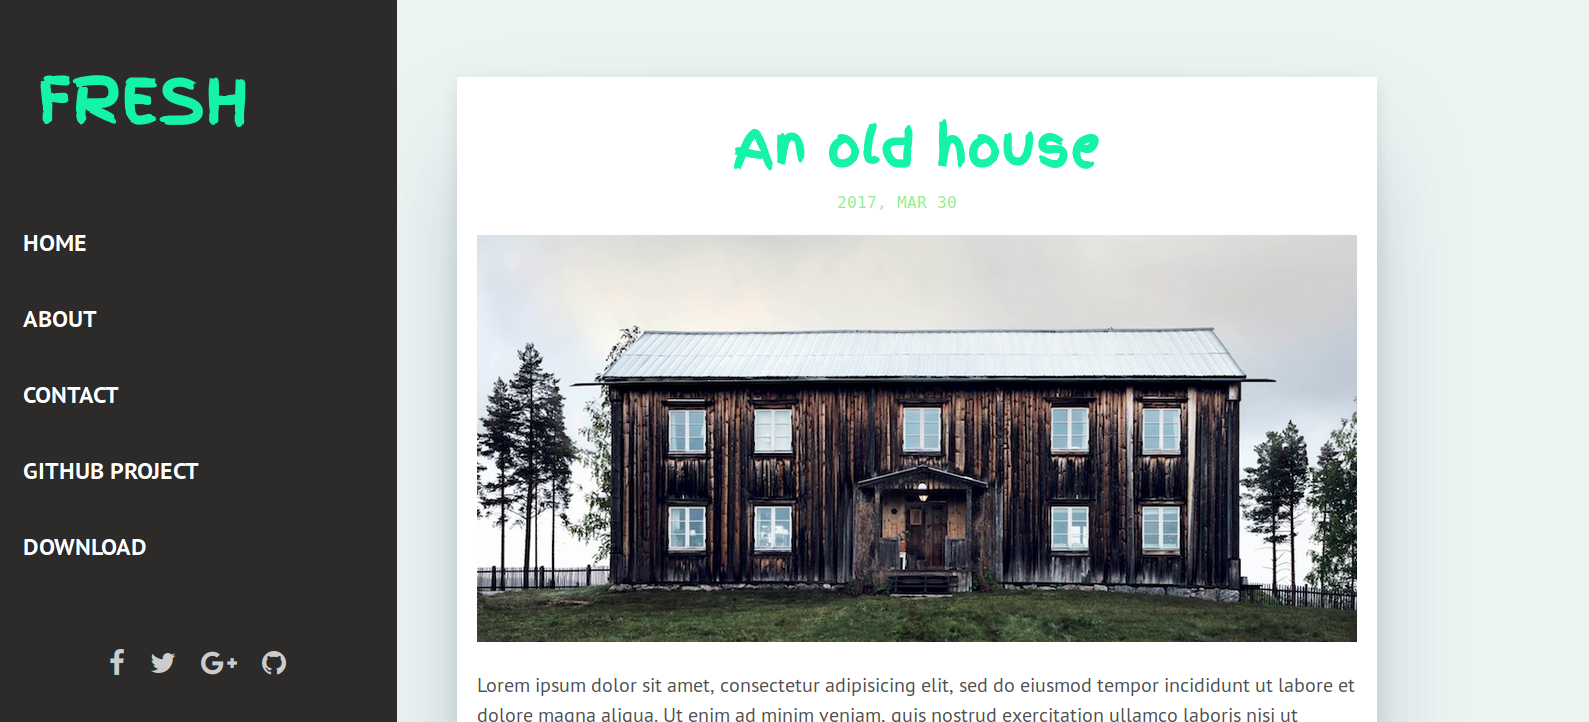 FRESH
HOME
ABOUT
CONTACT
GITHUB PROJECT
DOWNLOAD
An old house
2017, MAR 30
Lorem ipsum dolor sit amet, consectetur adipisicing elit, sed do eiusmod tempor incididunt ut labore et
dolore magna aliqua. Ut enim ad minim veniam, quis nostrud exercitation ullamco laboris nisi ut